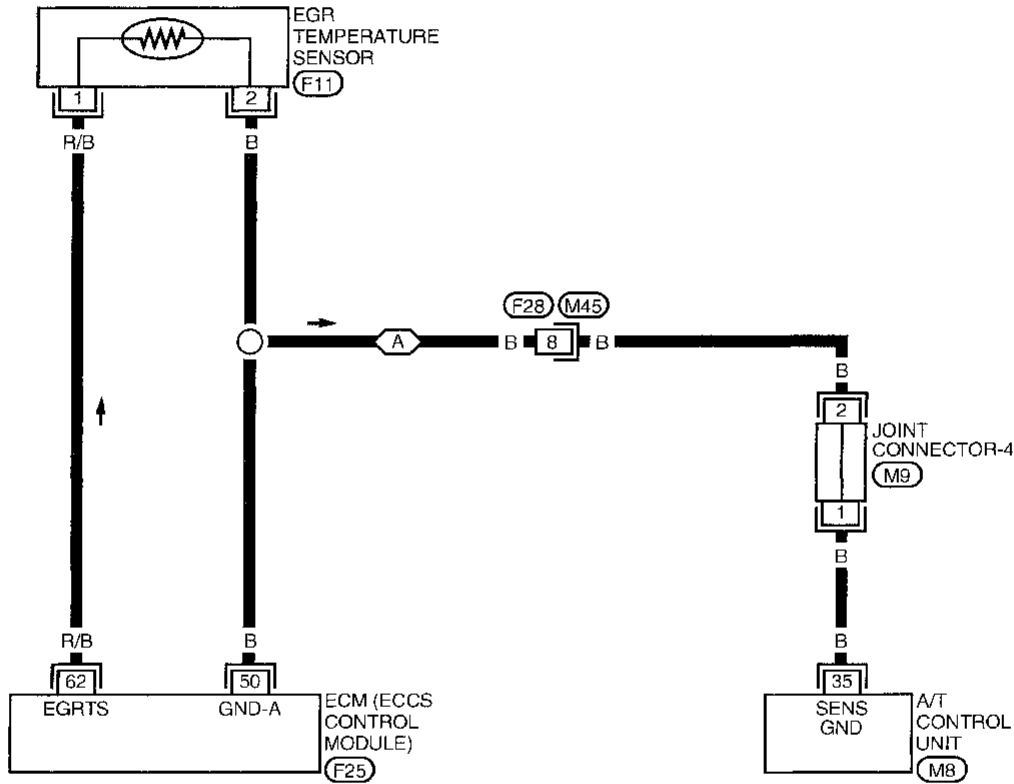 EGR
TEMPERATURE
SENSOR
F11
1 2
R/B B
F28 M45
A B 8 B
B
2
JOINT
CONNECTOR-4
M9
1
B
R/B B B
62 50 35
EGRTS GND-A
ECM (ECCS
CONTROL
MODULE)
F25
SENS
GND
A/T
CONTROL
UNIT
M8